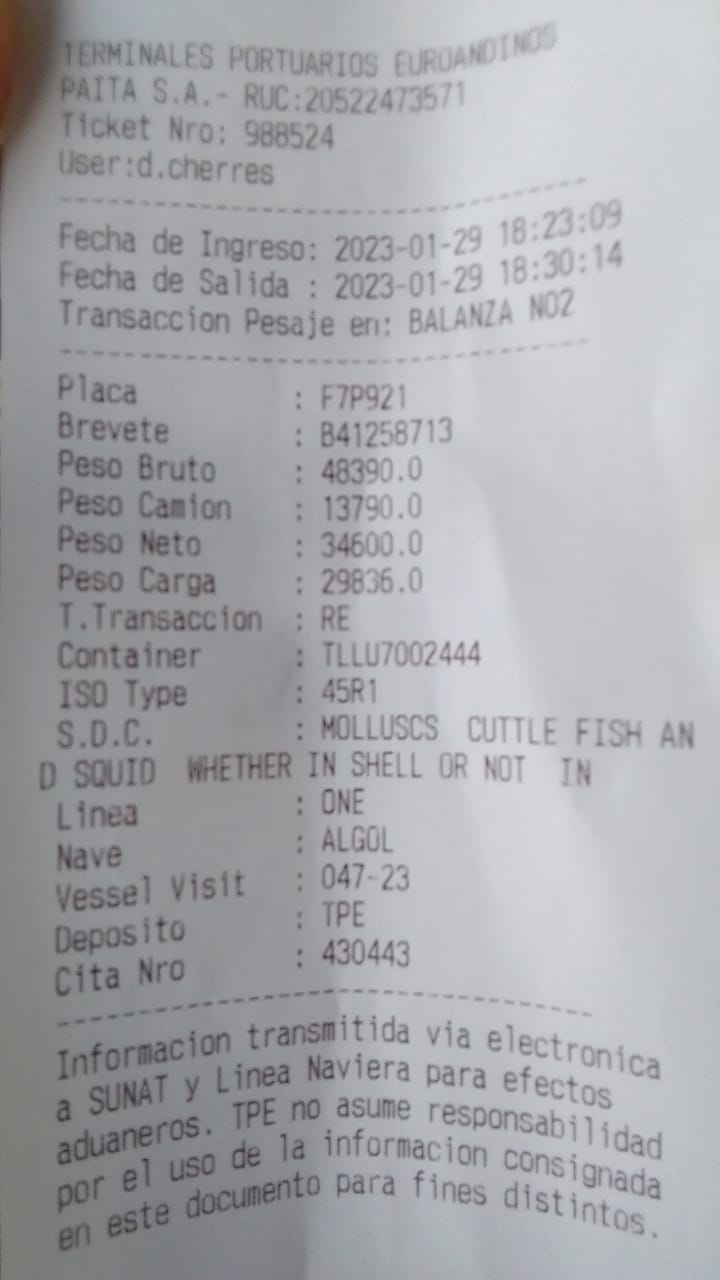 TERMINALES PORTUARIOS EUROANDINOS
PAITA S.A.- RUC:20522473571
Ticket Nro: 988524
User:d.cherres
--------------------------------
Fecha de Ingreso: 2023-01-29 18:23:09
Fecha de Salida : 2023-01-29 18:30:14
Transaccion Pesaje en: BALANZA NO2
--------------------------------
Placa : F7P921
Brevete : B41258713
Peso Bruto : 48390.0
Peso Camion : 13790.0
Peso Neto : 34600.0
Peso Carga : 29836.0
T.Transaccion : RE
Container : TLLU7002444
ISO Type : 45R1
S.D.C. : MOLLUSCS CUTTLE FISH AN
D SQUID WHETHER IN SHELL OR NOT IN
Linea : ONE
Nave : ALGOL
Vessel Visit : 047-23
Deposito : TPE
Cita Nro : 430443
--------------------------------
Informacion transmitida via electronica
a SUNAT y Linea Naviera para efectos
aduaneros. TPE no asume responsabilidad
por el uso de la informacion consignada
en este documento para fines distintos.